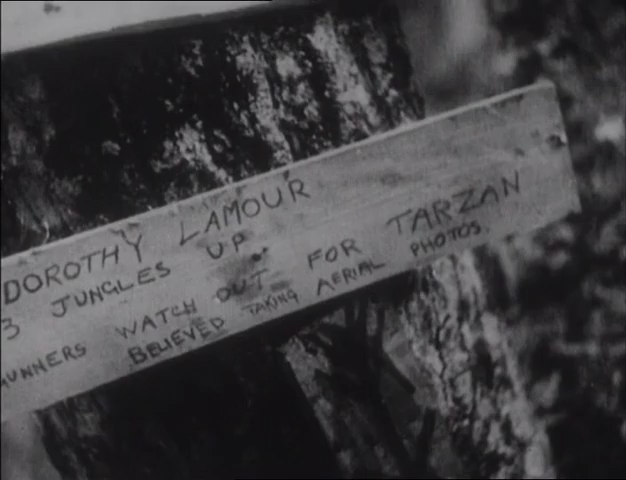 DOROTHY LAMOUR
3 JUNGLES UP
GUNNERS WATCH OUT FOR TARZAN
BELIEVED TAKING AERIAL PHOTOS.